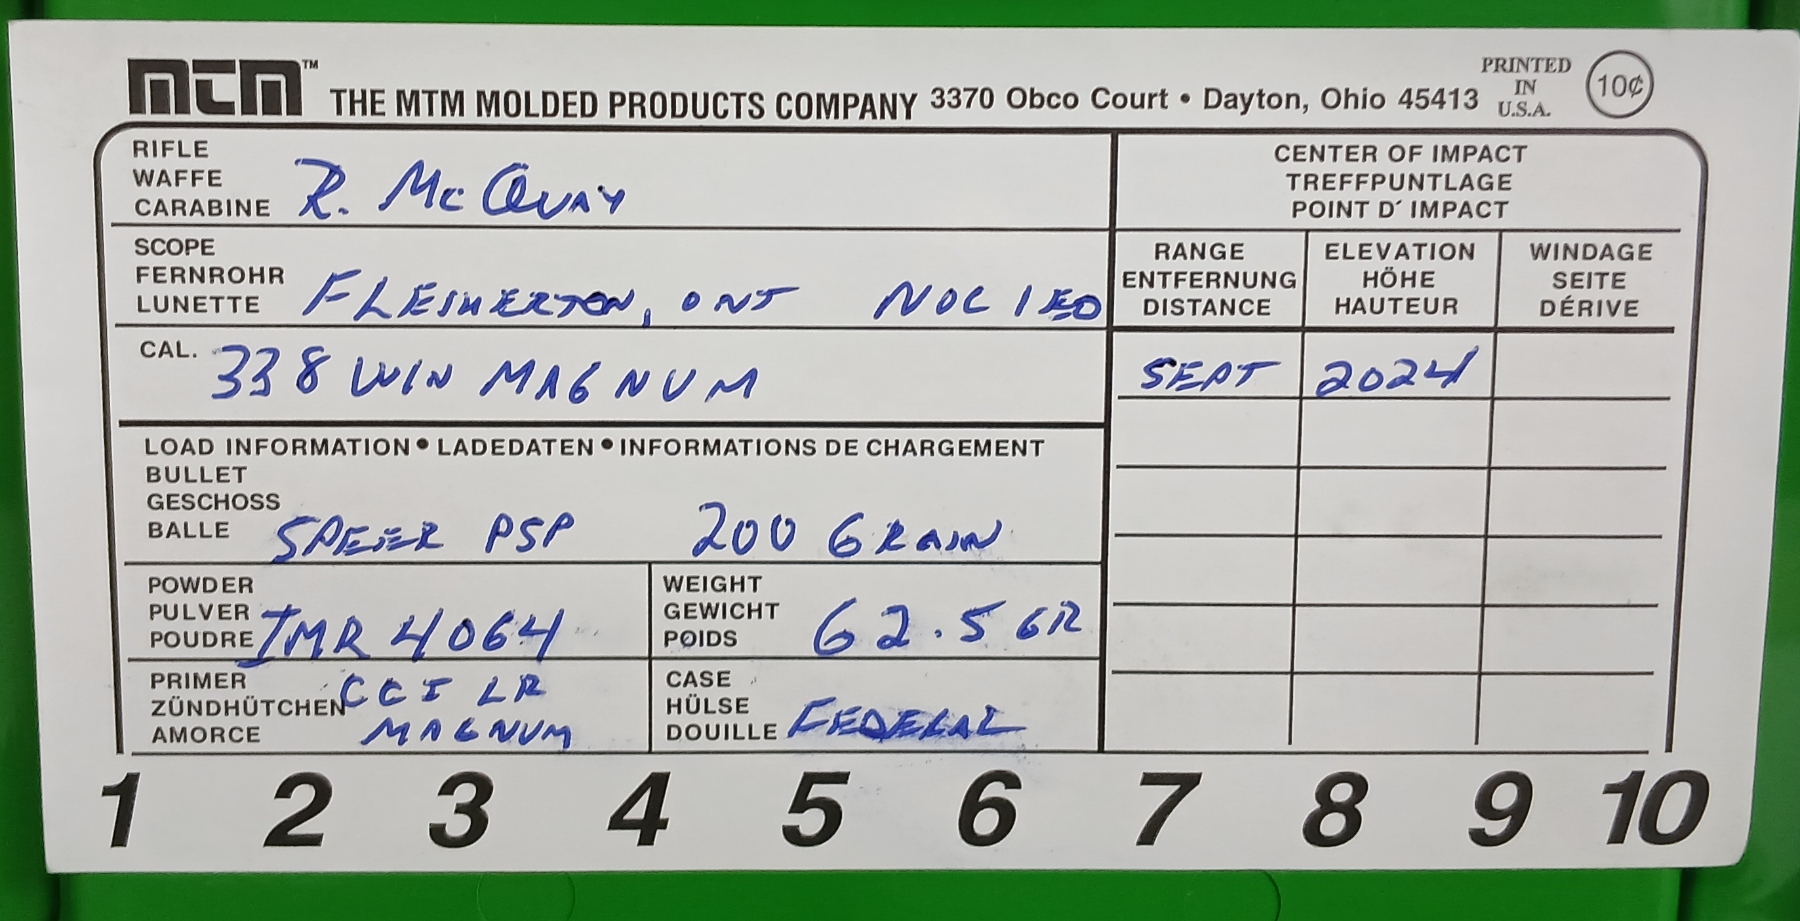 MTM™ THE MTM MOLDED PRODUCTS COMPANY 3370 Obco Court • Dayton, Ohio 45413 PRINTED IN U.S.A. 10¢
RIFLE
WAFFE
CARABINE R. McQUAY
SCOPE
FERNROHR
LUNETTE FLESHERTON, ONT NOC 1E0
CAL. 338 WIN MAGNUM
LOAD INFORMATION • LADEDATEN • INFORMATIONS DE CHARGEMENT
BULLET
GESCHOSS
BALLE SPEER PSP 200 GRAIN
POWDER
PULVER
POUDRE IMR 4064
WEIGHT
GEWICHT
POIDS 62.5 GR
PRIMER
ZÜNDHÜTCHEN
AMORCE CCI LR
MAGNUM
CASE
HÜLSE
DOUILLE FEDERAL
CENTER OF IMPACT
TREFFPUNTLAGE
POINT D´ IMPACT
RANGE
ENTFERNUNG
DISTANCE
ELEVATION
HÖHE
HAUTEUR
WINDAGE
SEITE
DÉRIVE
SEPT 2024
1 2 3 4 5 6 7 8 9 10